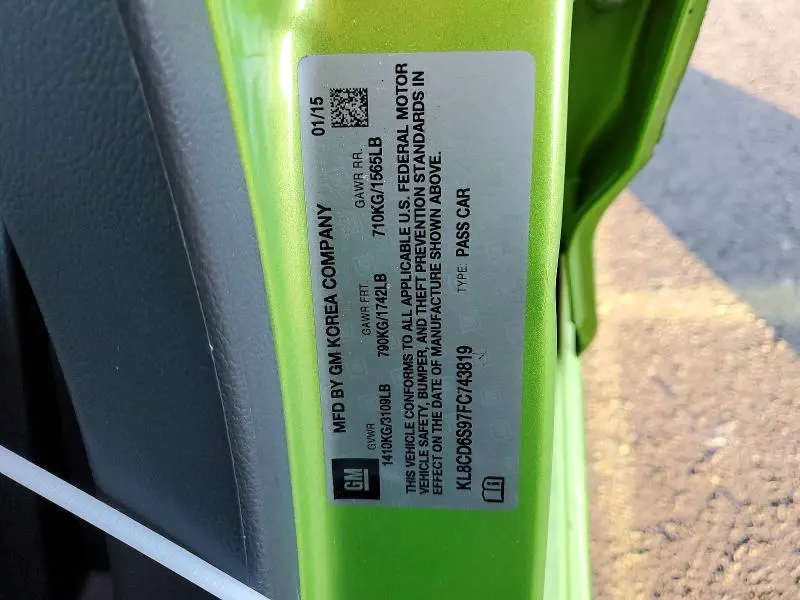 MFD BY GM KOREA COMPANY 01/15
GM
GVWR GAWR FRT. GAWR RR.
1410KG/3109LB 790KG/1742LB 710KG/1565LB
THIS VEHICLE CONFORMS TO ALL APPLICABLE U.S. FEDERAL MOTOR
VEHICLE SAFETY, BUMPER, AND THEFT PREVENTION STANDARDS IN
EFFECT ON THE DATE OF MANUFACTURE SHOWN ABOVE.
KL8CD6S97FC743819 TYPE: PASS CAR